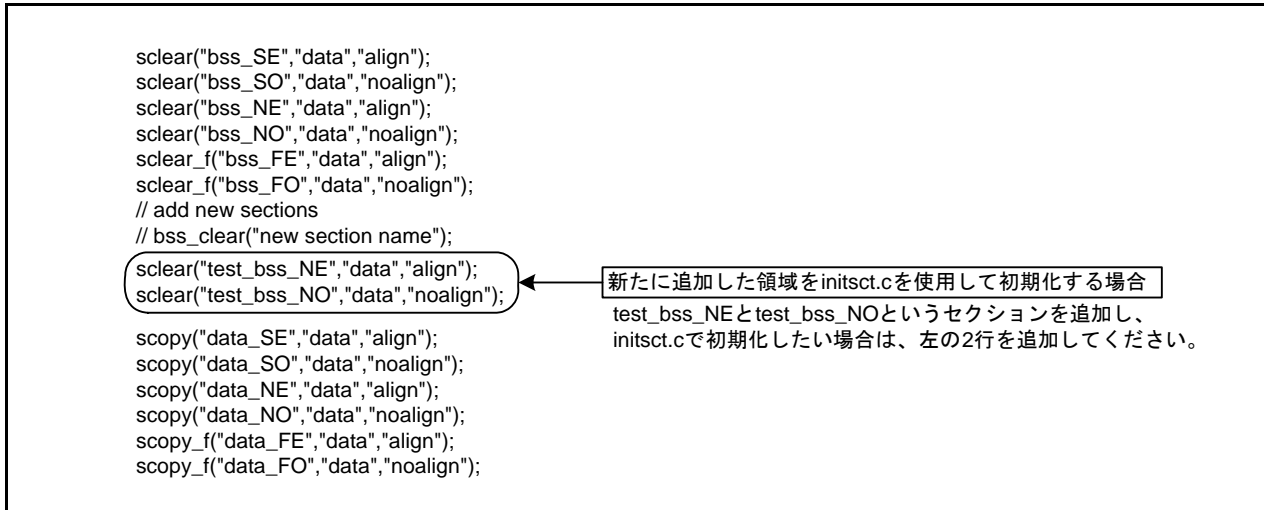 sclear("bss_SE","data","align");
sclear("bss_SO","data","noalign");
sclear("bss_NE","data","align");
sclear("bss_NO","data","noalign");
sclear_f("bss_FE","data","align");
sclear_f("bss_FO","data","noalign");
// add new sections
// bss_clear("new section name");
sclear("test_bss_NE","data","align");
sclear("test_bss_NO","data","noalign");
新たに追加した領域をinitsct.cを使用して初期化する場合
test_bss_NEとtest_bss_NOというセクションを追加し、
initsct.cで初期化したい場合は、左の2行を追加してください。
scopy("data_SE","data","align");
scopy("data_SO","data","noalign");
scopy("data_NE","data","align");
scopy("data_NO","data","noalign");
scopy_f("data_FE","data","align");
scopy_f("data_FO","data","noalign");